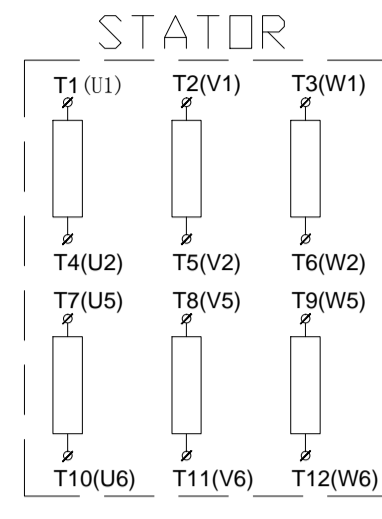 STATOR
T1(U1) T2(V1) T3(W1)
T4(U2) T5(V2) T6(W2)
T7(U5) T8(V5) T9(W5)
T10(U6) T11(V6) T12(W6)